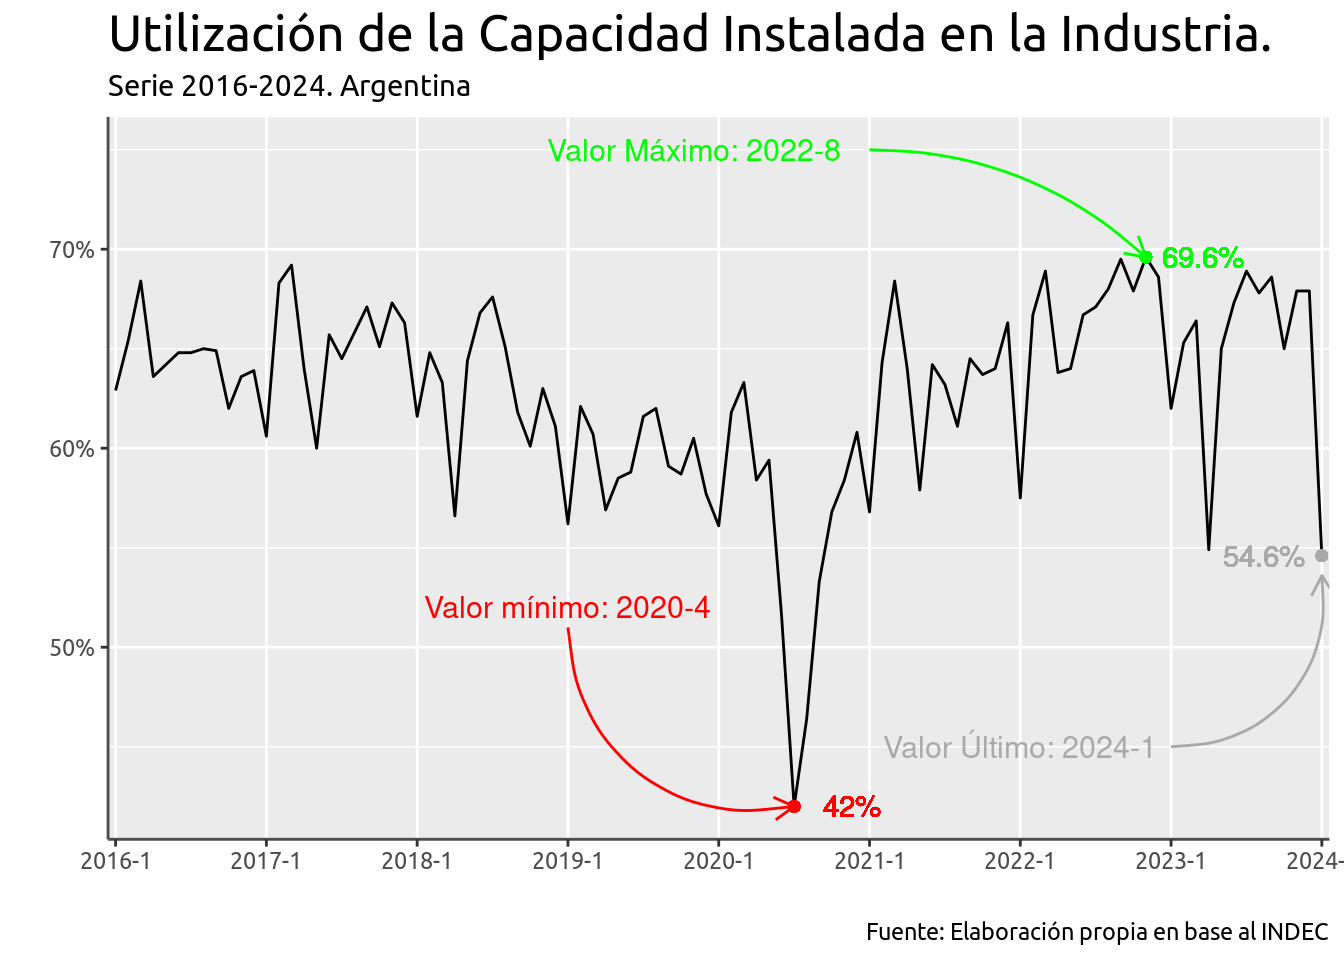 Utilización de la Capacidad Instalada en la Industria.
Serie 2016-2024. Argentina
Valor Máximo: 2022-8
70%
69.6%
60%
54.6%
Valor mínimo: 2020-4
50%
Valor Último: 2024-1
42%
2016-1 2017-1 2018-1 2019-1 2020-1 2021-1 2022-1 2023-1 2024-
Fuente: Elaboración propia en base al INDEC